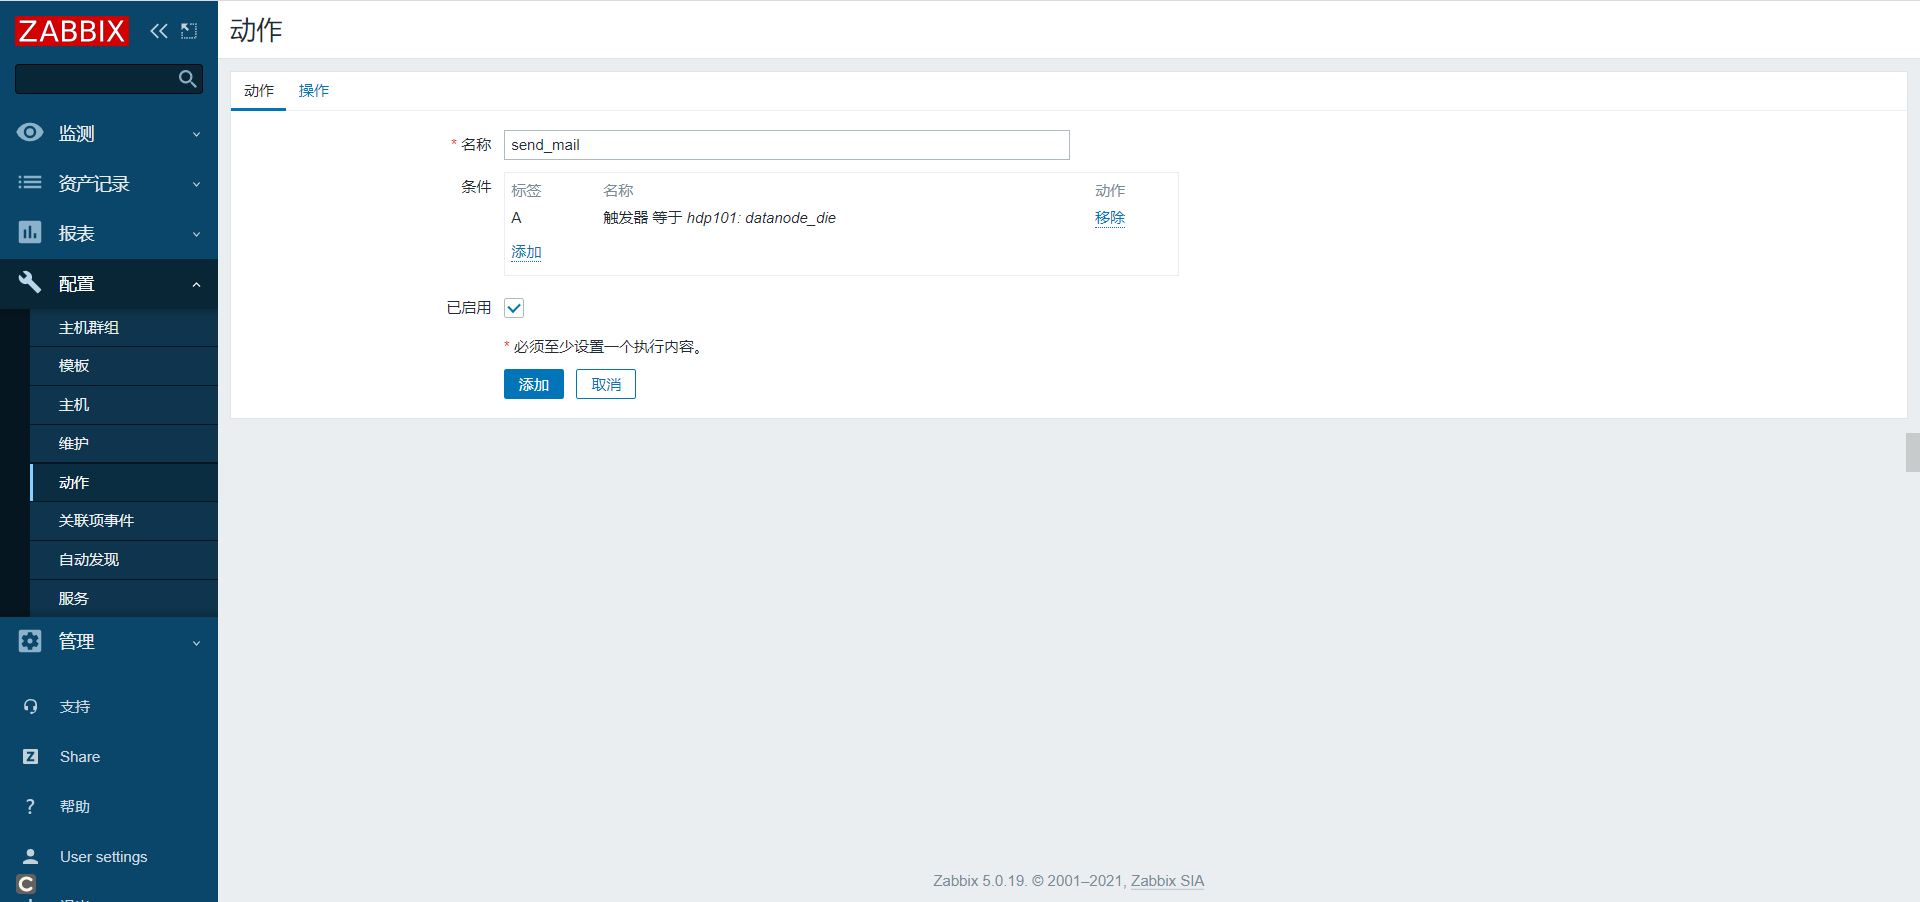 ZABBIX
监测
资产记录
报表
配置
主机群组
模板
主机
维护
动作
关联项事件
自动发现
服务
管理
支持
Share
帮助
User settings
动作
动作 操作
* 名称 send_mail
条件 标签 名称 动作
A 触发器 等于 hdp101: datanode_die 移除
添加
已启用
* 必须至少设置一个执行内容。
添加 取消
Zabbix 5.0.19. © 2001–2021, Zabbix SIA